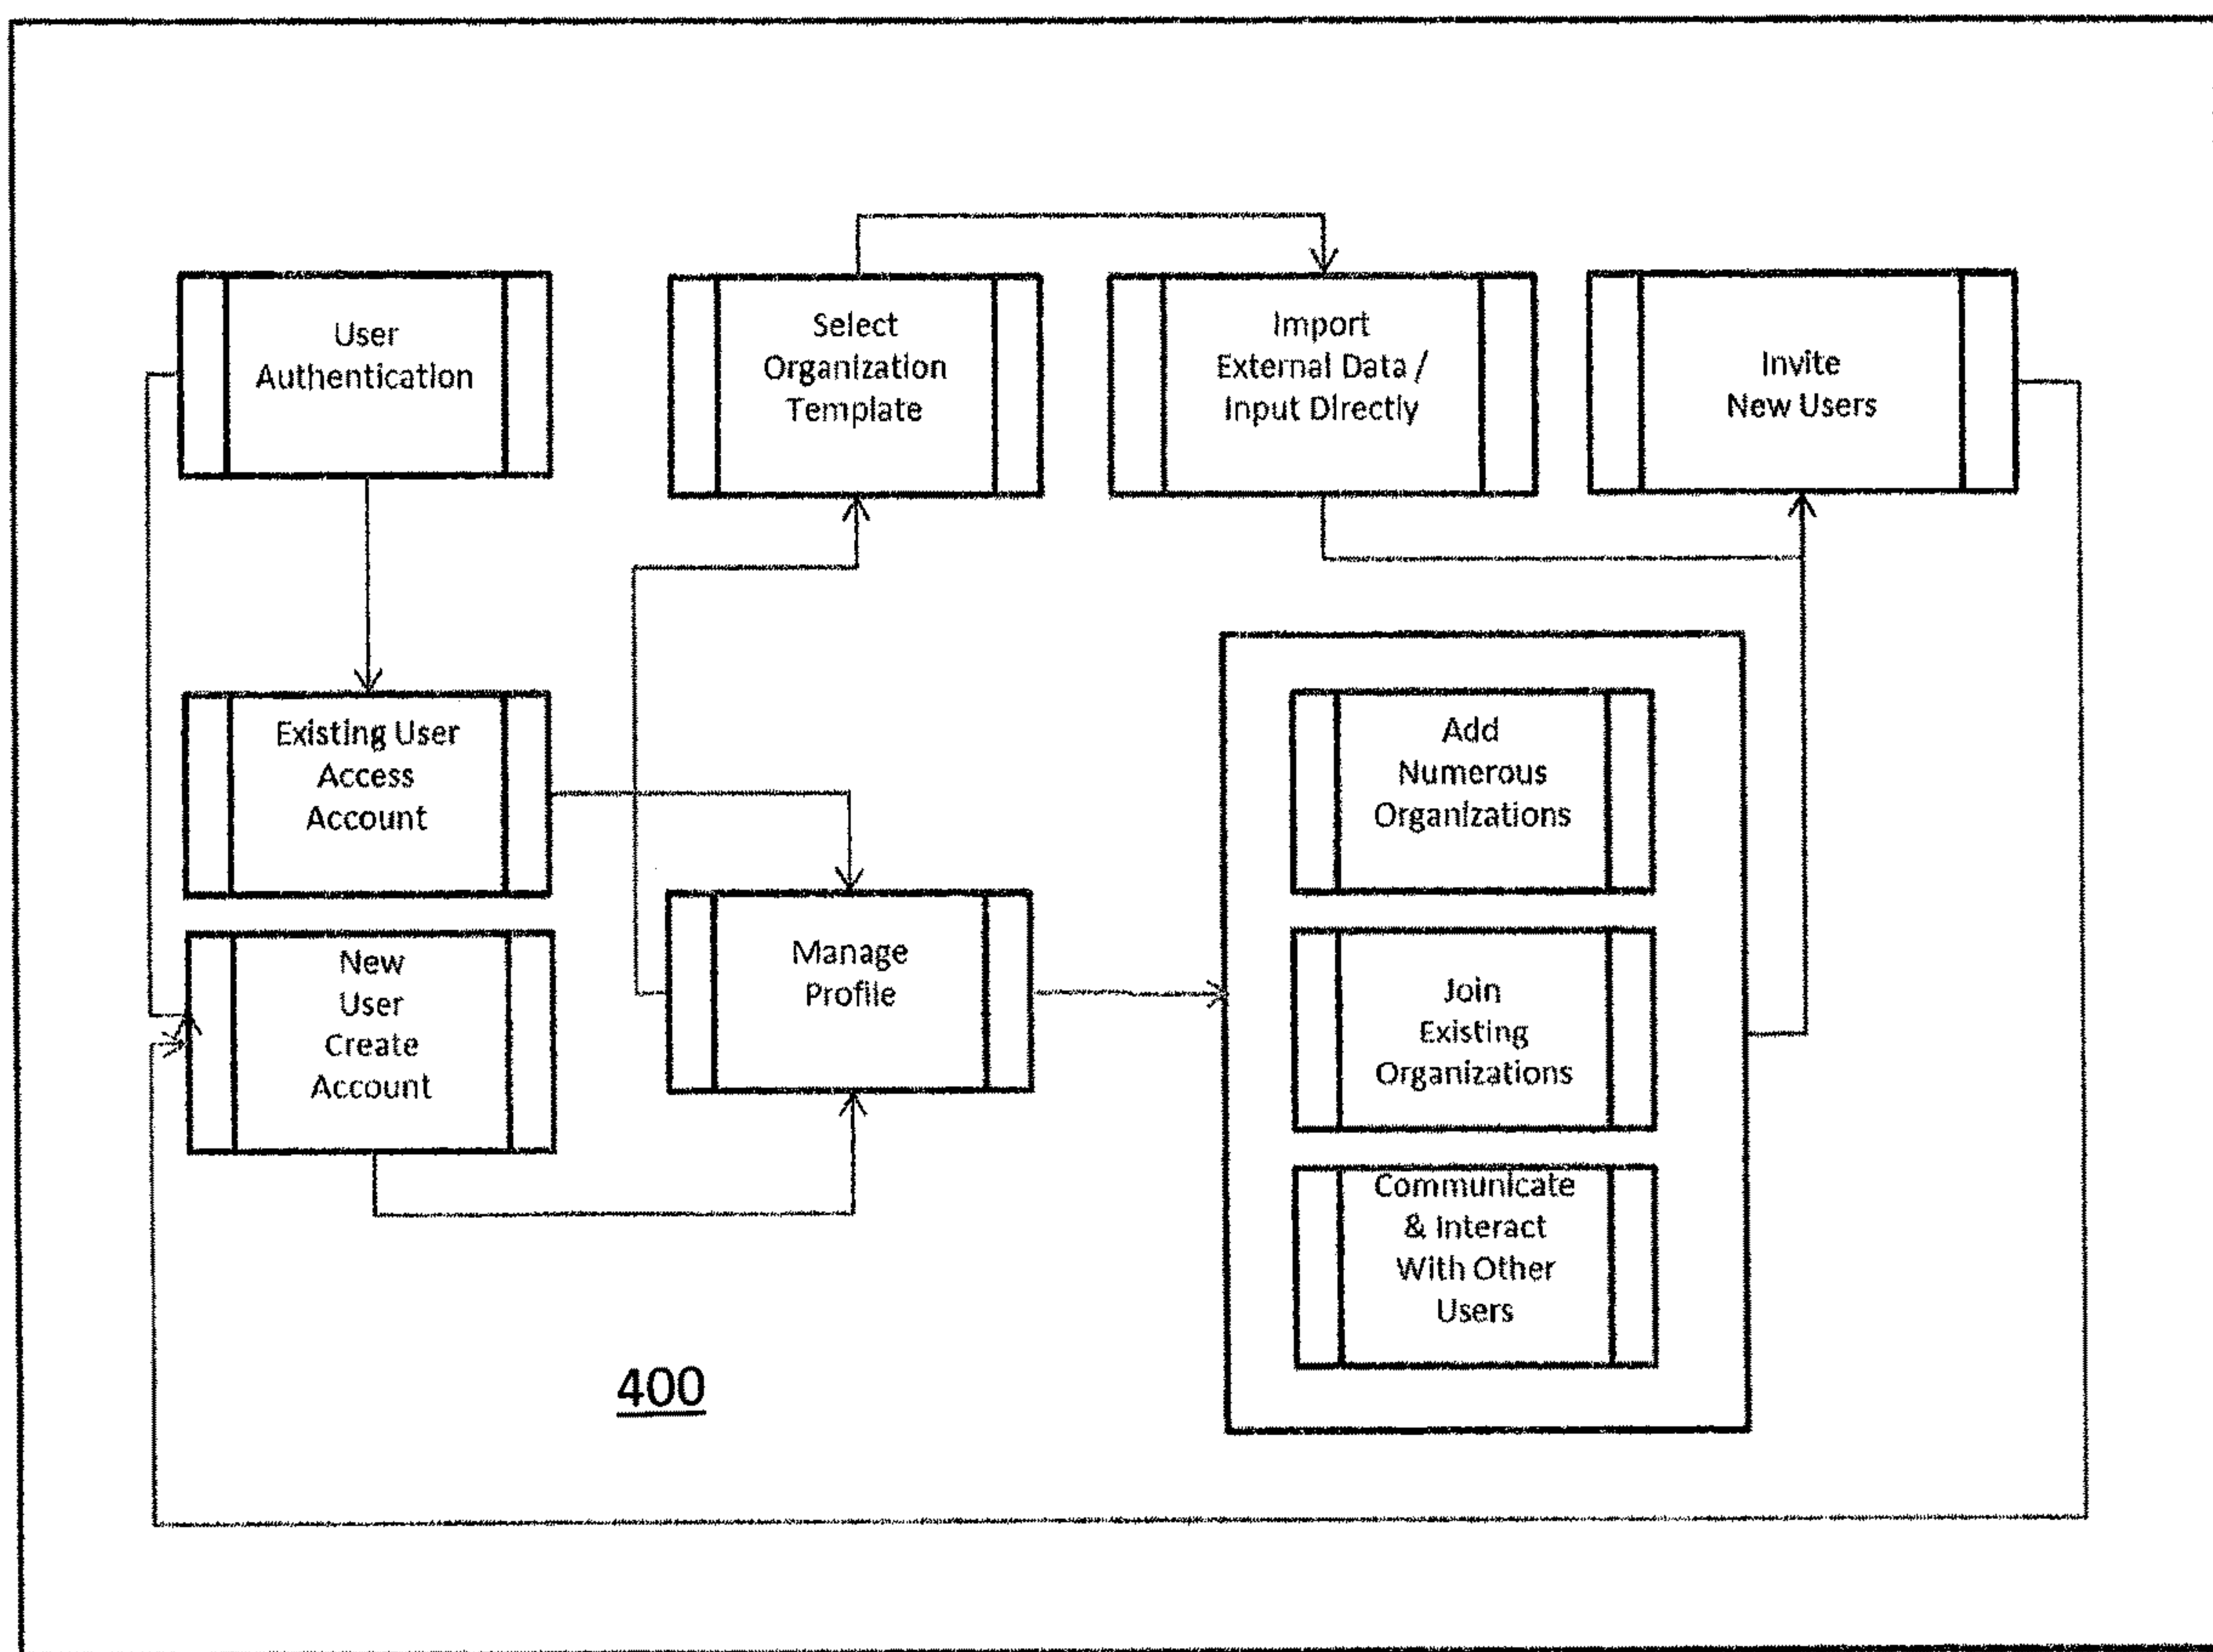 User
Authentication
Select
Organization
Template
Import
External Data /
Input Directly
Invite
New Users
Existing User
Access
Account
New
User
Create
Account
Manage
Profile
Add
Numerous
Organizations
Join
Existing
Organizations
Communicate
& Interact
With Other
Users
400